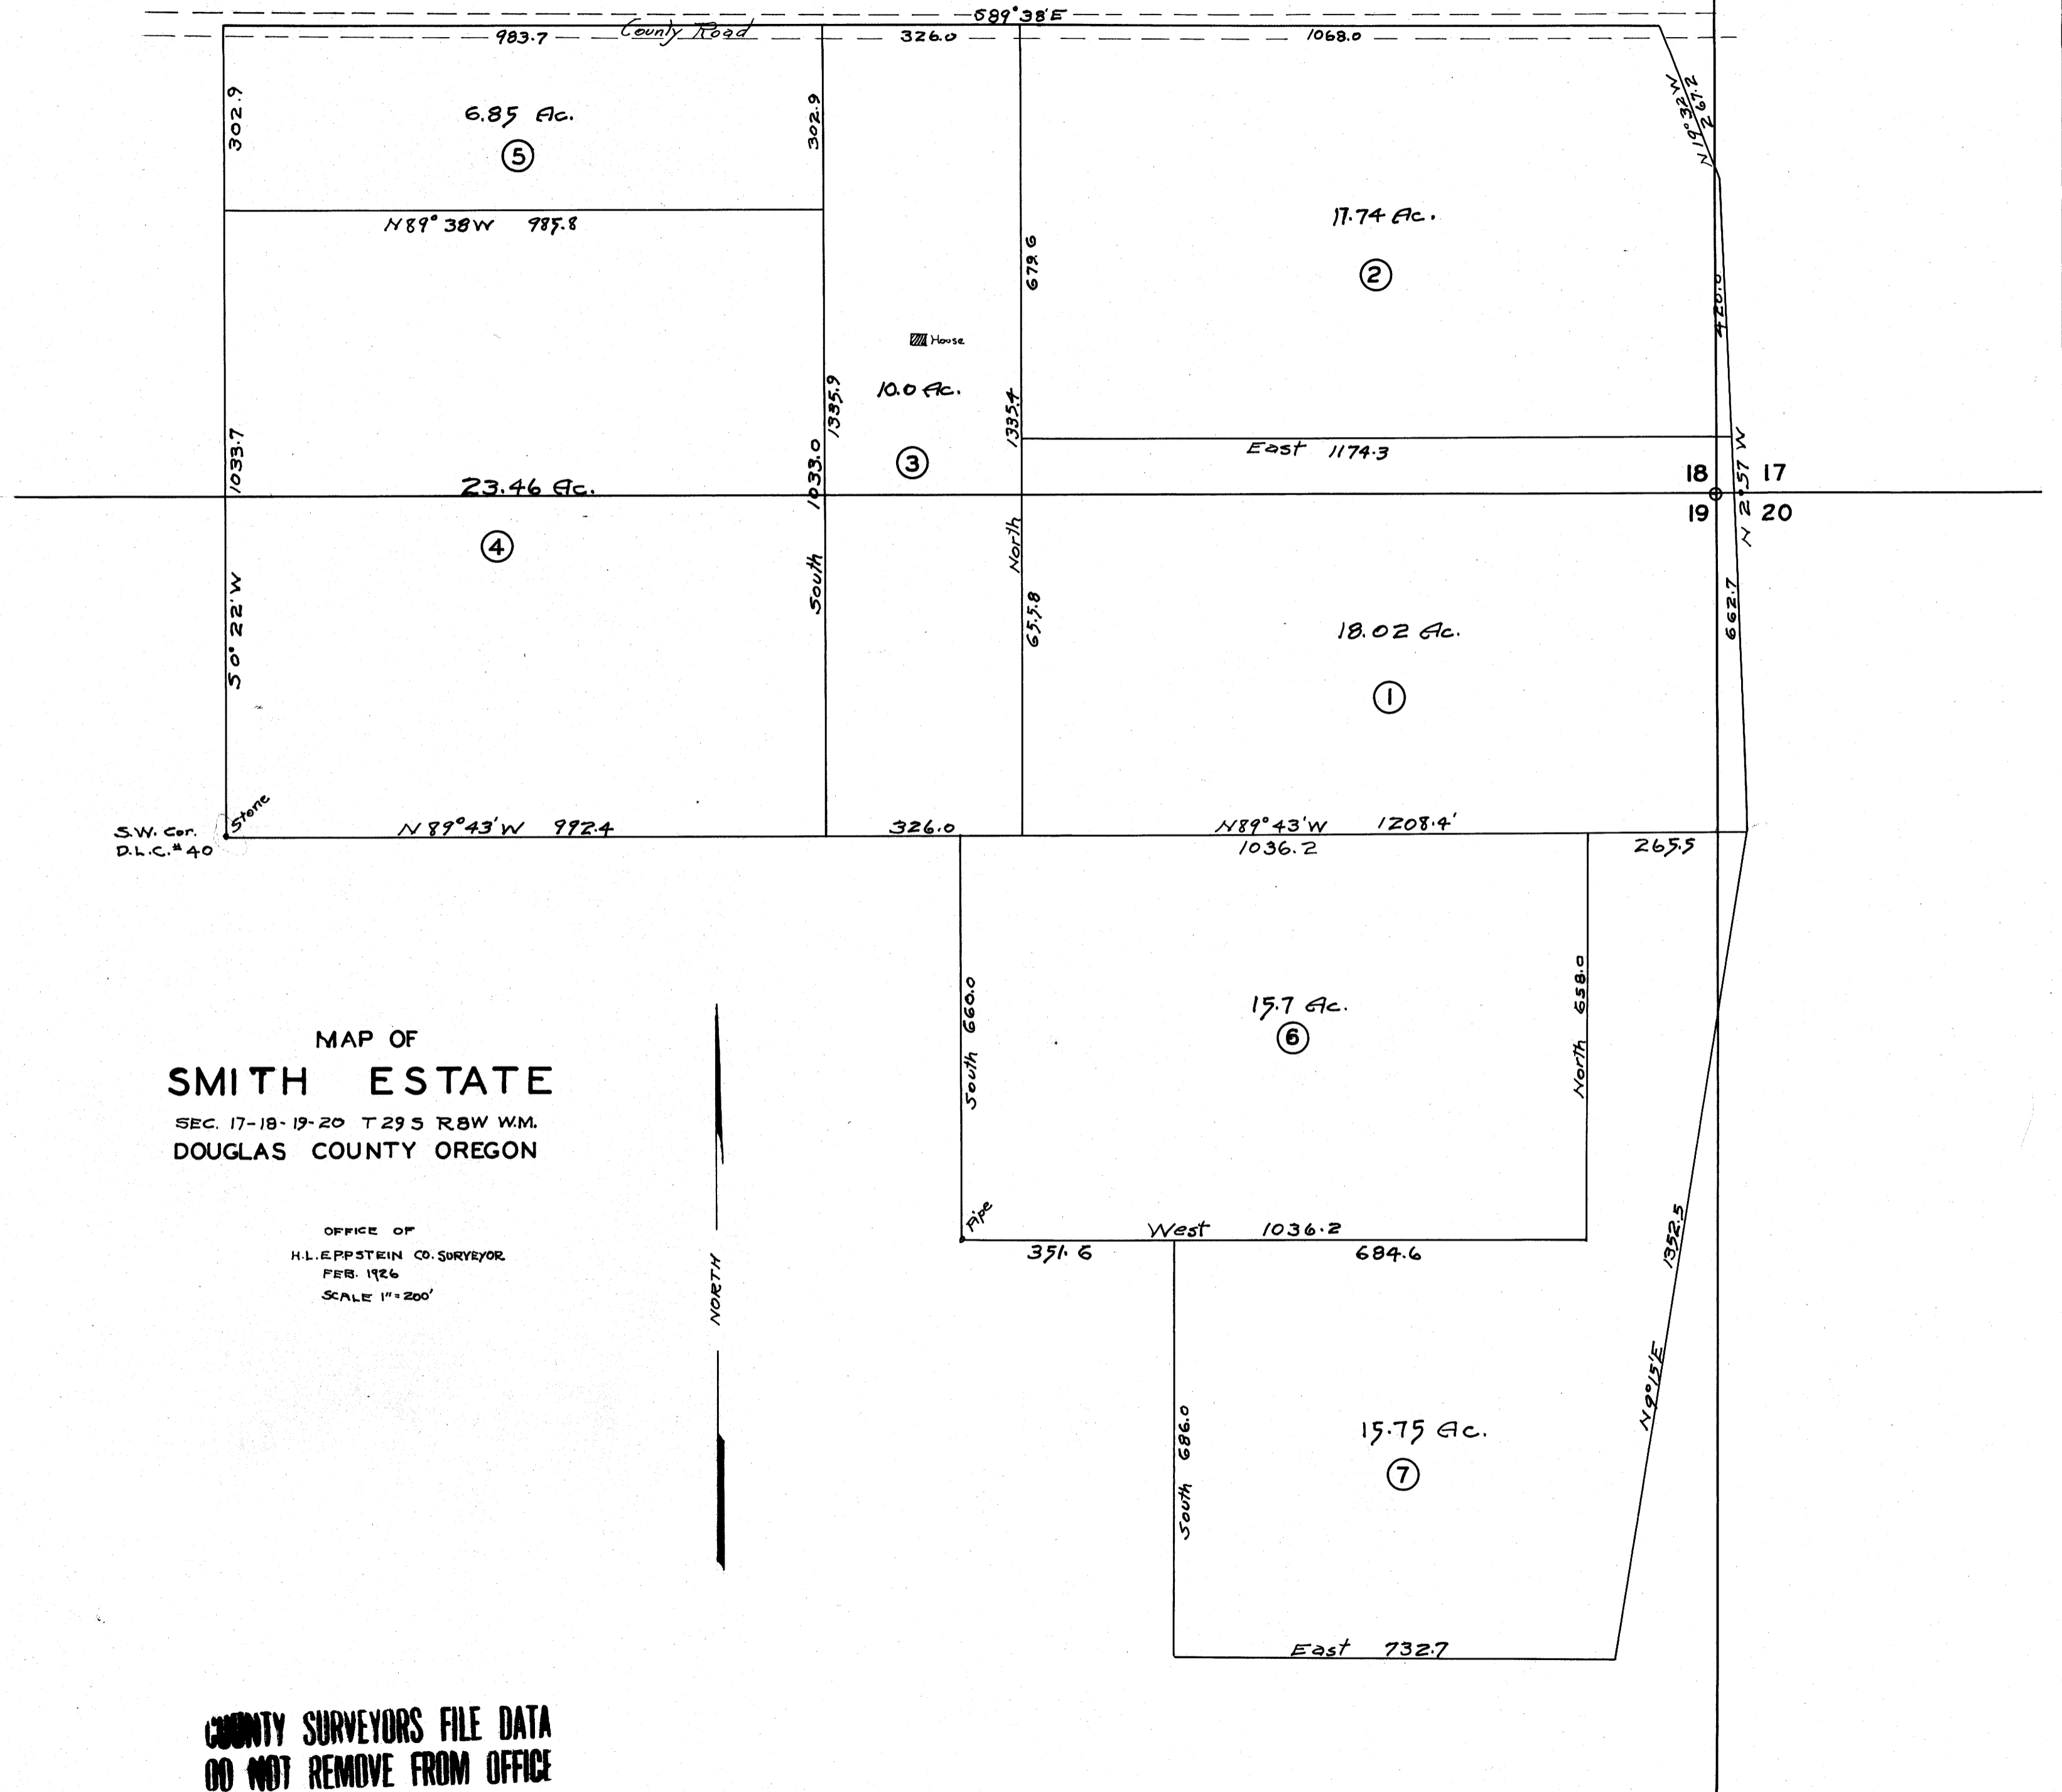 S89°38'E
983.7 County Road 326.0 1068.0
302.9
6.85 Ac.
5
302.9
N89°38W 985.8
679.6
17.74 Ac.
2
N19°32W
267.2
420.0
House
10.0 Ac.
3
1335.9
1335.4
East 1174.3
1033.7
23.46 Ac.
4
1033.0
South
North
18 17
19 20
N2°57W
S0°22'W
655.8
18.02 Ac.
1
662.7
Stone
S.W. Cor.
D.L.C.#40
N89°43'W 992.4
326.0
N89°43'W 1208.4'
1036.2
265.5
South 660.0
15.7 Ac.
6
North 658.0
MAP OF
SMITH ESTATE
SEC. 17-18-19-20 T29S R8W W.M.
DOUGLAS COUNTY OREGON
OFFICE OF
H.L.EPPSTEIN CO. SURVEYOR
FEB. 1926
SCALE 1"=200'
NORTH
Pipe
West 1036.2
351.6
684.6
1352.5
N9°15'E
South 686.0
15.75 Ac.
7
East 732.7
COUNTY SURVEYORS FILE DATA
DO NOT REMOVE FROM OFFICE